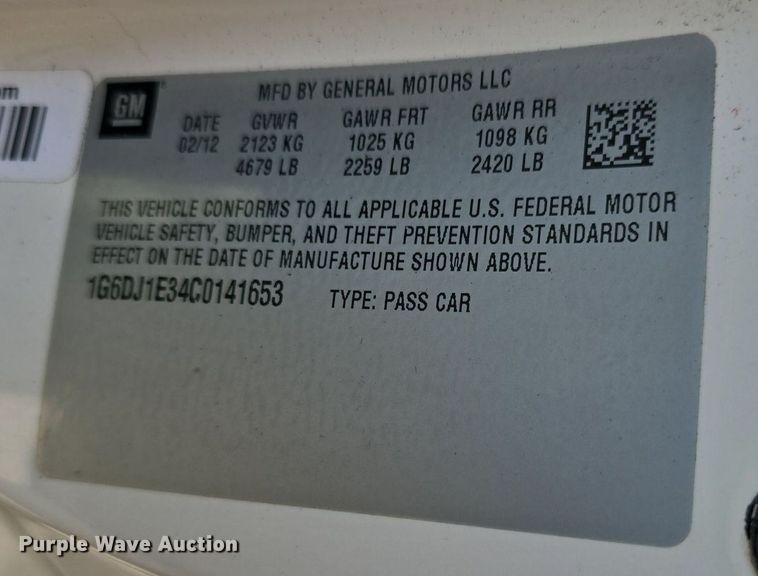 om
GM
MFD BY GENERAL MOTORS LLC
DATE GVWR GAWR FRT GAWR RR
02/12 2123 KG 1025 KG 1098 KG
4679 LB 2259 LB 2420 LB
THIS VEHICLE CONFORMS TO ALL APPLICABLE U.S. FEDERAL MOTOR
VEHICLE SAFETY, BUMPER, AND THEFT PREVENTION STANDARDS IN
EFFECT ON THE DATE OF MANUFACTURE SHOWN ABOVE.
1G6DJ1E34C0141653 TYPE: PASS CAR
Purple Wave Auction